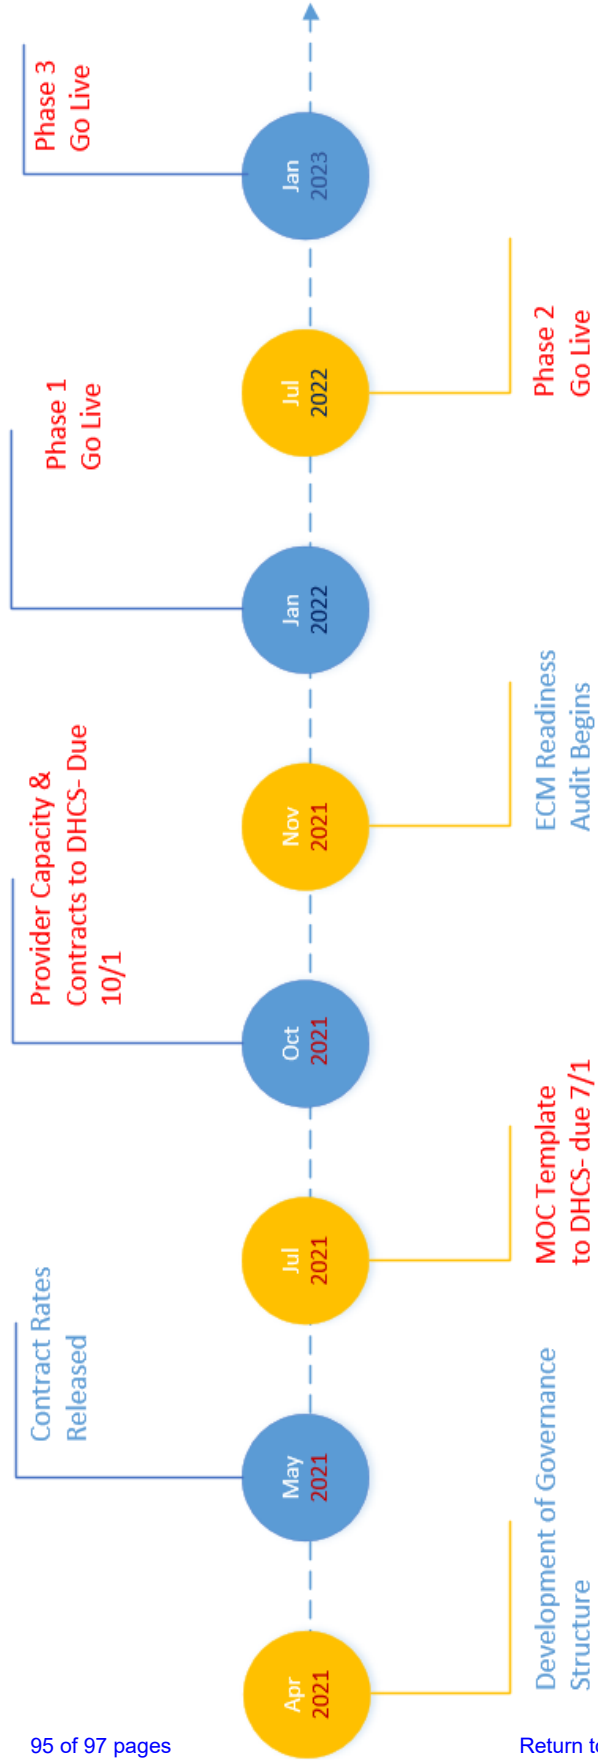 Apr
2021
Development of Governance
Structure
May
2021
Contract Rates
Released
Jul
2021
MOC Template
to DHCS- due 7/1
Oct
2021
Provider Capacity &
Contracts to DHCS- Due
10/1
Nov
2021
ECM Readiness
Audit Begins
Jan
2022
Phase 1
Go Live
Jul
2022
Phase 2
Go Live
Jan
2023
Phase 3
Go Live
95 of 97 pages
Return